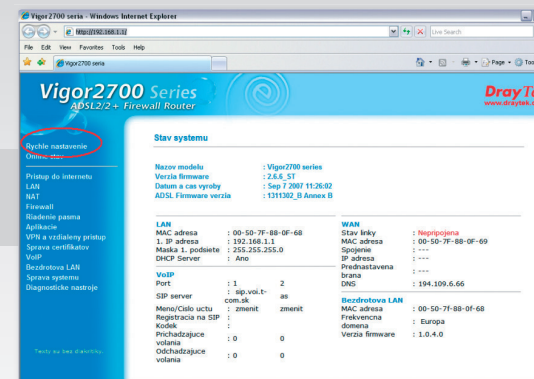 Vigor2700 seria - Windows Internet Explorer
http://192.168.1.1/
Live Search
File Edit View Favorites Tools Help
Vigor2700 seria
Page
Vigor2700 Series
ADSL2/2+ Firewall Router
Dray
www.draytek.
Rychle nastavenie
Online stav
Pristup do internetu
LAN
NAT
Firewall
Riadenie pasma
Aplikacie
VPN a vzdialeny pristup
Sprava certifikatov
VoIP
Bezdrotova LAN
Sprava systemu
Diagnosticke nastroje
Texty su bez diakritiky.
Stav systemu
Nazov modelu : Vigor2700 series
Verzia firmware : 2.6.6_ST
Datum a cas vyroby : Sep 7 2007 11:26:02
ADSL Firmware verzia : 1311302_B Annex B
LAN
MAC adresa : 00-50-7F-88-0F-68
1. IP adresa : 192.168.1.1
Maska 1. podsiete : 255.255.255.0
DHCP Server : Ano
VoIP
Port : 1 2
SIP server : sip.voi.t-com.sk as
Meno/Cislo uctu : zmenit zmenit
Registracia na SIP :
Kodek :
Prichadzajuce volania : 0 0
Odchadzajuce volania : 0 0
WAN
Stav linky : Nepripojena
MAC adresa : 00-50-7F-88-0F-69
Spojenie : ---
IP adresa : ---
Prednastavena brana : ---
DNS : 194.109.6.66
Bezdrotova LAN
MAC adresa : 00-50-7f-88-0f-68
Frekvencna domena : Europa
Verzia firmware : 1.0.4.0